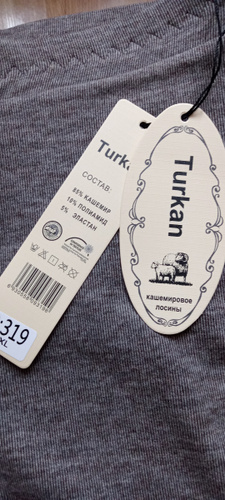 Turkan
СОСТАВ:
85% КАШЕМИР
10% ПОЛИАМИД
5% ЭЛАСТАН
319
XL
Turkan
кашемировое
лосины